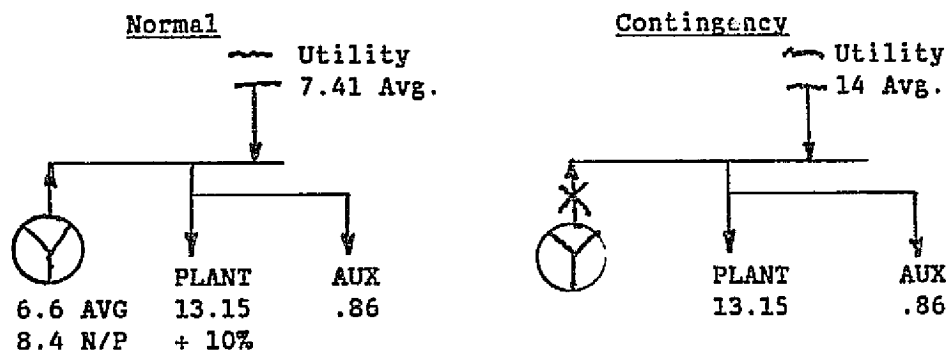 Normal
Utility
7.41 Avg.
PLANT
AUX
6.6 AVG
13.15
.86
8.4 N/P
+ 10%
Contingency
Utility
14 Avg.
PLANT
AUX
13.15
.86